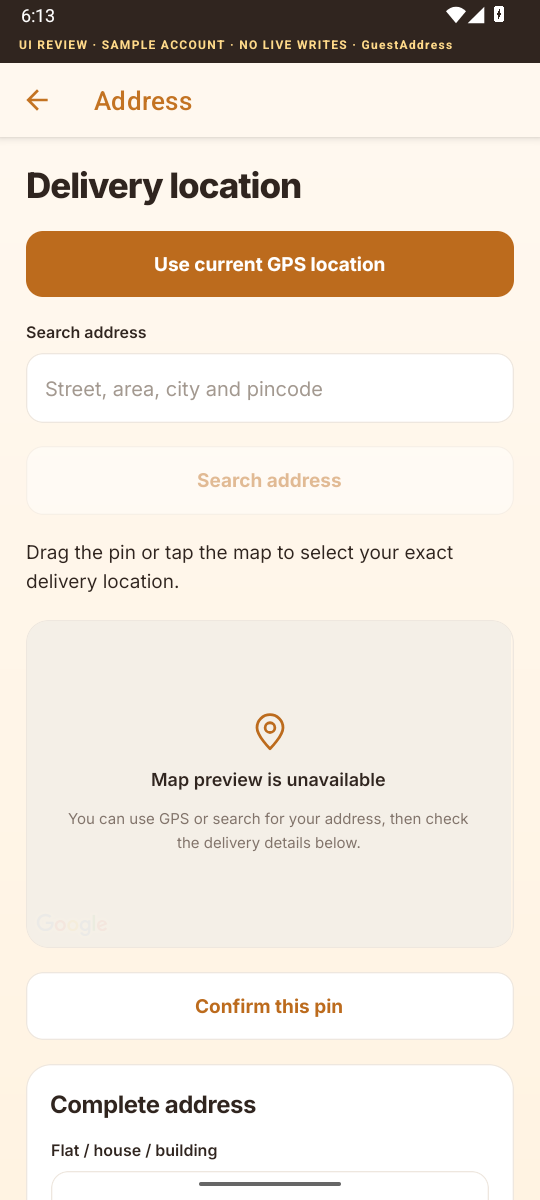 6:13
UI REVIEW · SAMPLE ACCOUNT · NO LIVE WRITES · GuestAddress
Address
Delivery location
Use current GPS location
Search address
Street, area, city and pincode
Search address
Drag the pin or tap the map to select your exact
delivery location.
Map preview is unavailable
You can use GPS or search for your address, then check
the delivery details below.
Google
Confirm this pin
Complete address
Flat / house / building